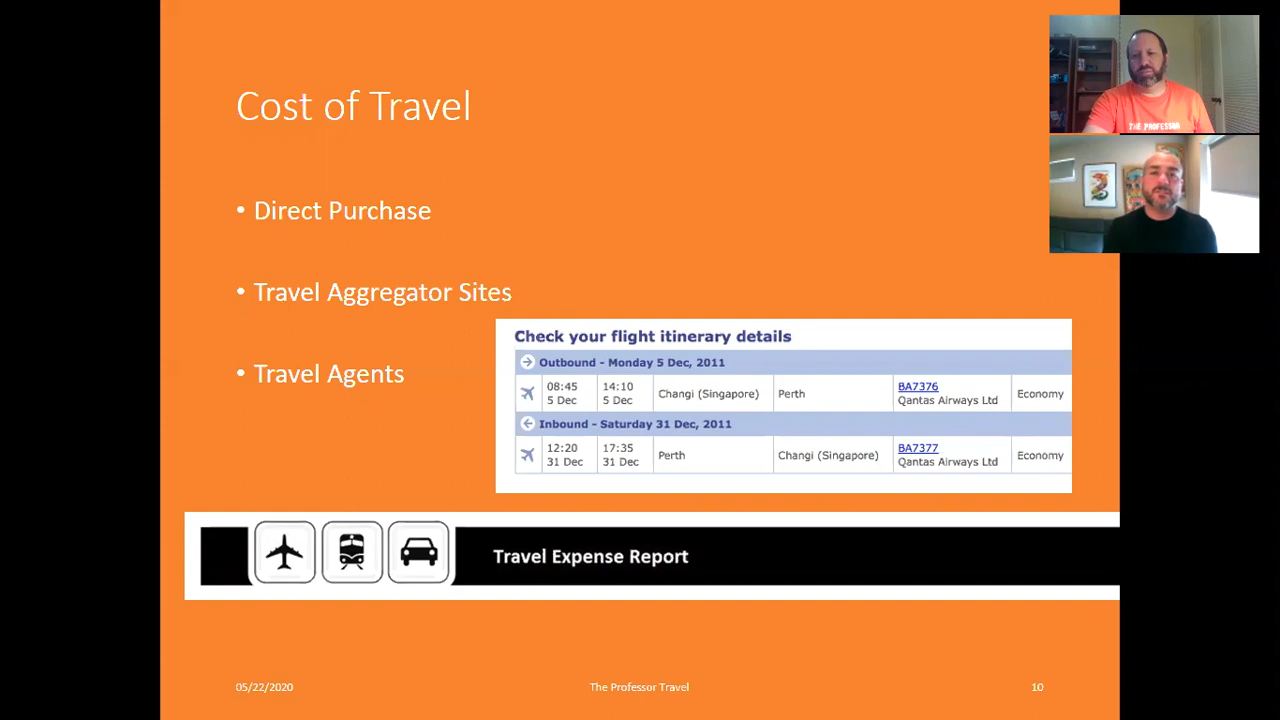 Cost of Travel
THE PROFESSOR
• Direct Purchase
• Travel Aggregator Sites
• Travel Agents
Check your flight itinerary details
Outbound - Monday 5 Dec, 2011
08:45 14:10 BA7376
5 Dec 5 Dec Changi (Singapore) Perth Qantas Airways Ltd Economy
Inbound - Saturday 31 Dec, 2011
12:20 17:35 BA7377
31 Dec 31 Dec Perth Changi (Singapore) Qantas Airways Ltd Economy
Travel Expense Report
05/22/2020 The Professor Travel 10